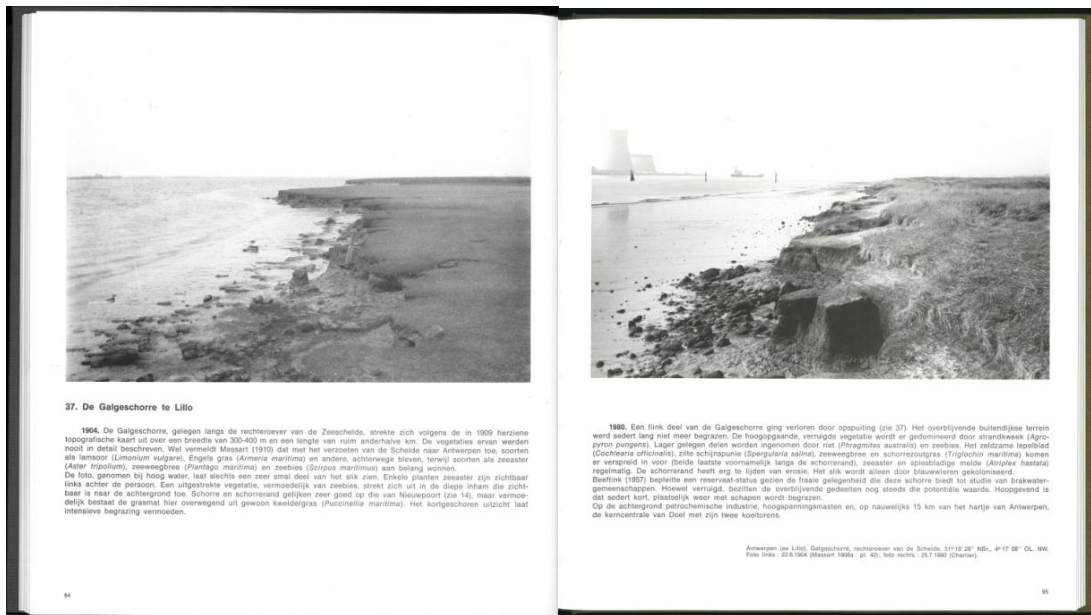 37. De Galgeschorre te Lillo
1904. De Galgeschorre, gelegen langs de rechteroever van de Zeeschelde, strekte zich volgens de in 1909 herziene
topografische kaart uit over een breedte van 300-400 m en een lengte van ruim anderhalve km. De vegetaties ervan werden
nooit in detail beschreven. Wel vermeldt Massart (1910) dat met het verzoeten van de Schelde naar Antwerpen toe, soorten
als lamsoor (Limonium vulgare), Engels gras (Armeria maritima) en andere, achterwege bleven, terwijl soorten als zeeaster
(Aster tripolium), zeeweegbree (Plantago maritima) en zeebies (Scirpus maritimus) aan belang wonnen.
De foto, genomen bij hoog water, laat slechts een zeer smal deel van het slik zien. Enkele planten zeeaster zijn zichtbaar
links achter de persoon. Een uitgestrekte vegetatie, vermoedelijk van zeebies, strekt zich uit in de diepe inham die zicht-
baar is naar de achtergrond toe. Schorre en schorrerand gelijken zeer goed op die van Nieuwpoort (zie 14), maar vermoe-
delijk bestaat de grasmat hier overwegend uit gewoon kweldergras (Puccinellia maritima). Het kortgeschoren uitzicht laat
intensieve begrazing vermoeden.
84
1980. Een flink deel van de Galgeschorre ging verloren door opspuiting (zie 37). Het overblijvende buitendijkse terrein
werd sedert lang niet meer begrazen. De hoogopgaande, verruigde vegetatie wordt er gedomineerd door strandkweek (Agro-
pyron pungens). Lager gelegen delen worden ingenomen door riet (Phragmites australis) en zeebies. Het zeldzame lepelblad
(Cochlearia officinalis), zilte schijnspurrie (Spergularia salina), zeeweegbree en schorrezoutgras (Triglochin maritima) komen
er verspreid in voor (beide laatste voornamelijk langs de schorrerand), zeeaster en spiesbladige melde (Atriplex hastata)
regelmatig. De schorrerand heeft erg te lijden van erosie. Het slik wordt alleen door blauwwieren gekoloniseerd.
Beeftink (1957) bepleitte een reservaat-status gezien de fraaie gelegenheid die deze schorre biedt tot studie van brakwater-
gemeenschappen. Hoewel verruigd, bezitten de overblijvende gedeelten nog steeds die potentiële waarde. Hoopgevend is
dat sedert kort, plaatselijk weer met schapen wordt begrazen.
Op de achtergrond petrochemische industrie, hoogspanningsmasten en, op nauwelijks 15 km van het hartje van Antwerpen,
de kerncentrale van Doel met zijn twee koeltorens.
Antwerpen (ex Lillo), Galgeschorre, rechteroever van de Schelde. 51° 18' 28" NBr., 4° 17' 08" OL. NW.
Foto links : 22.6.1904 (Massart 1908a : pl. 42); foto rechts : 25.7.1980 (Charlier).
85